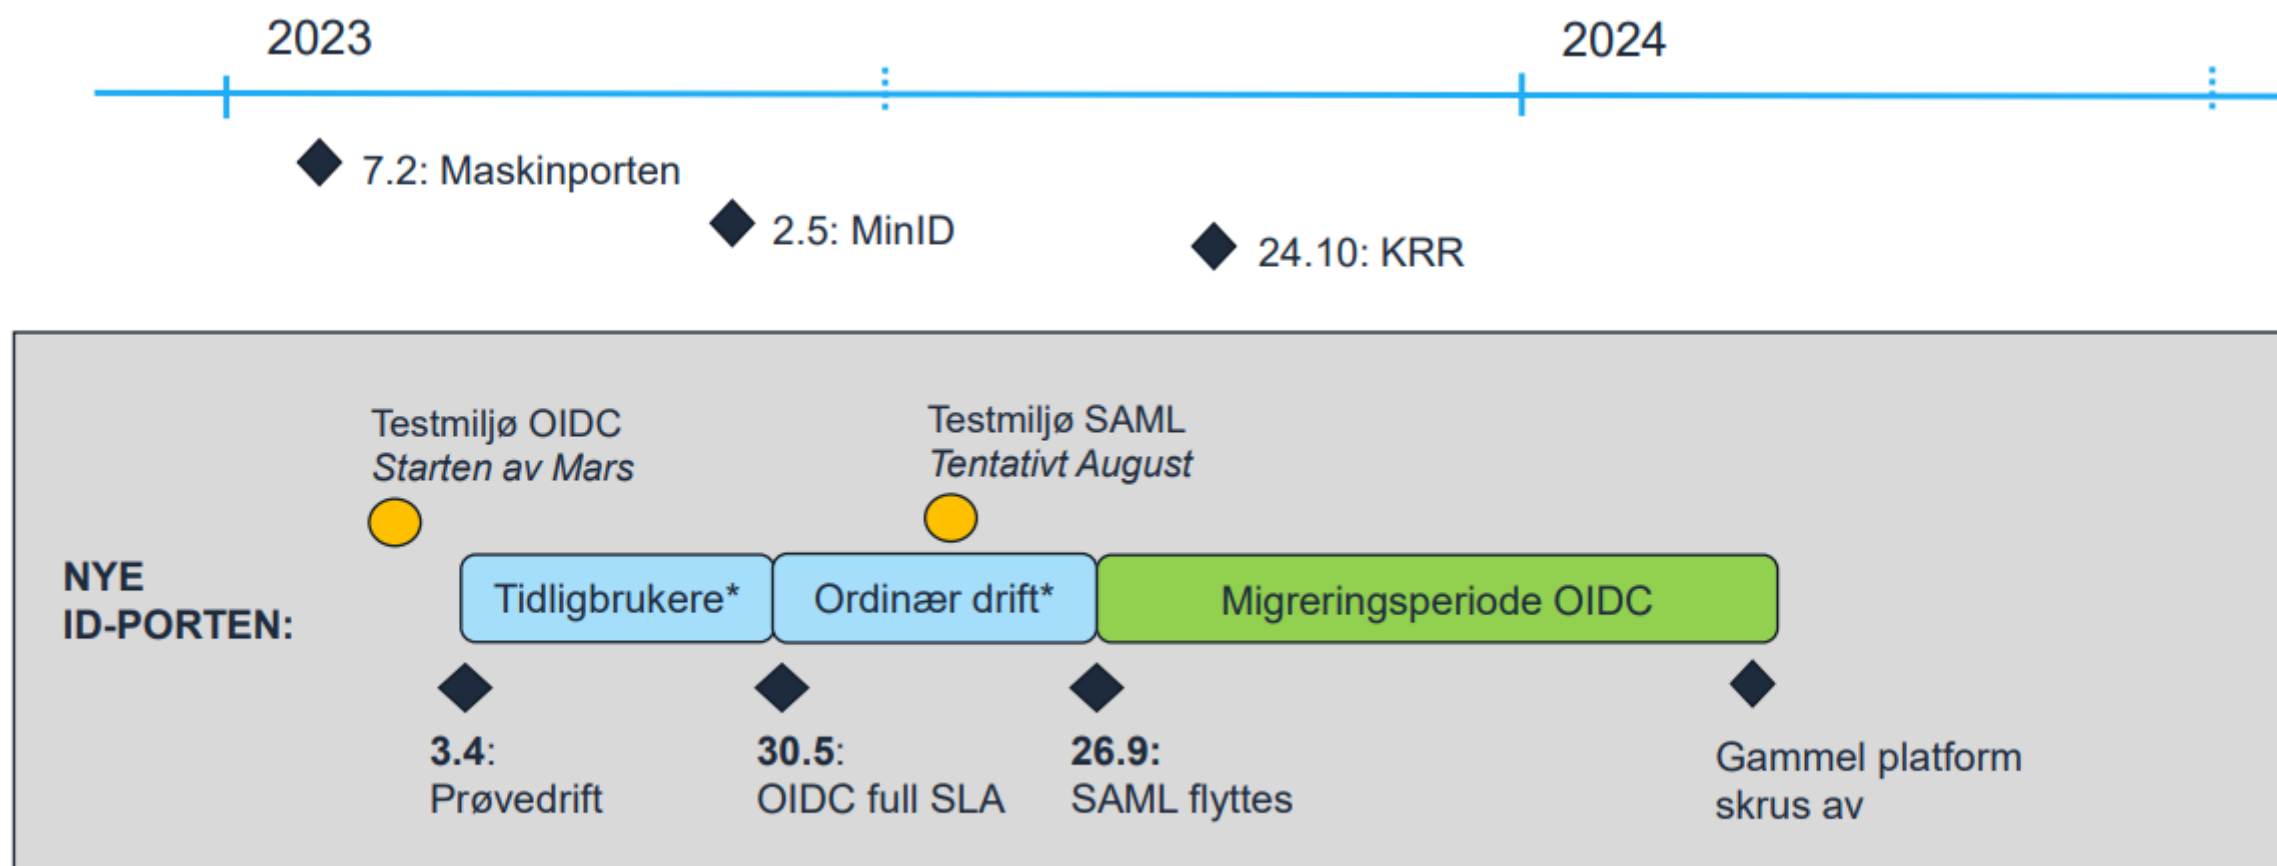 2023
2024
7.2: Maskinporten
2.5: MinID
24.10: KRR
Testmiljø OIDC
Starten av Mars
Testmiljø SAML
Tentativt August
NYE
ID-PORTEN:
Tidligbrukere*
Ordinær drift*
Migreringsperiode OIDC
3.4:
Prøvedrift
30.5:
OIDC full SLA
26.9:
SAML flyttes
Gammel platform
skrus av